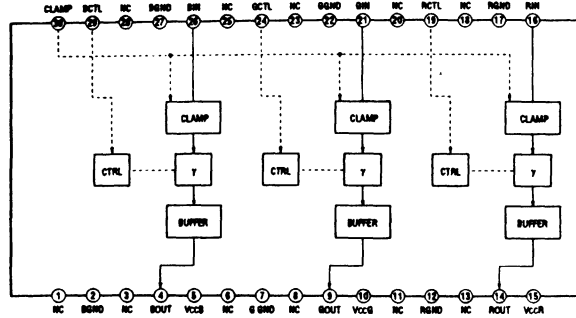 CLAMP BCTL NC BGND BIN NC GCTL NC GGND GIN NC RCTL NC RGND RIN
30 29 28 27 26 25 24 23 22 21 20 19 18 17 16
CLAMP CLAMP CLAMP
CTRL γ CTRL γ CTRL γ
BUFFER BUFFER BUFFER
1 2 3 4 5 6 7 8 9 10 11 12 13 14 15
NC BGND NC BOUT VccB NC G GND NC GOUT VccG NC RGND NC ROUT VccR